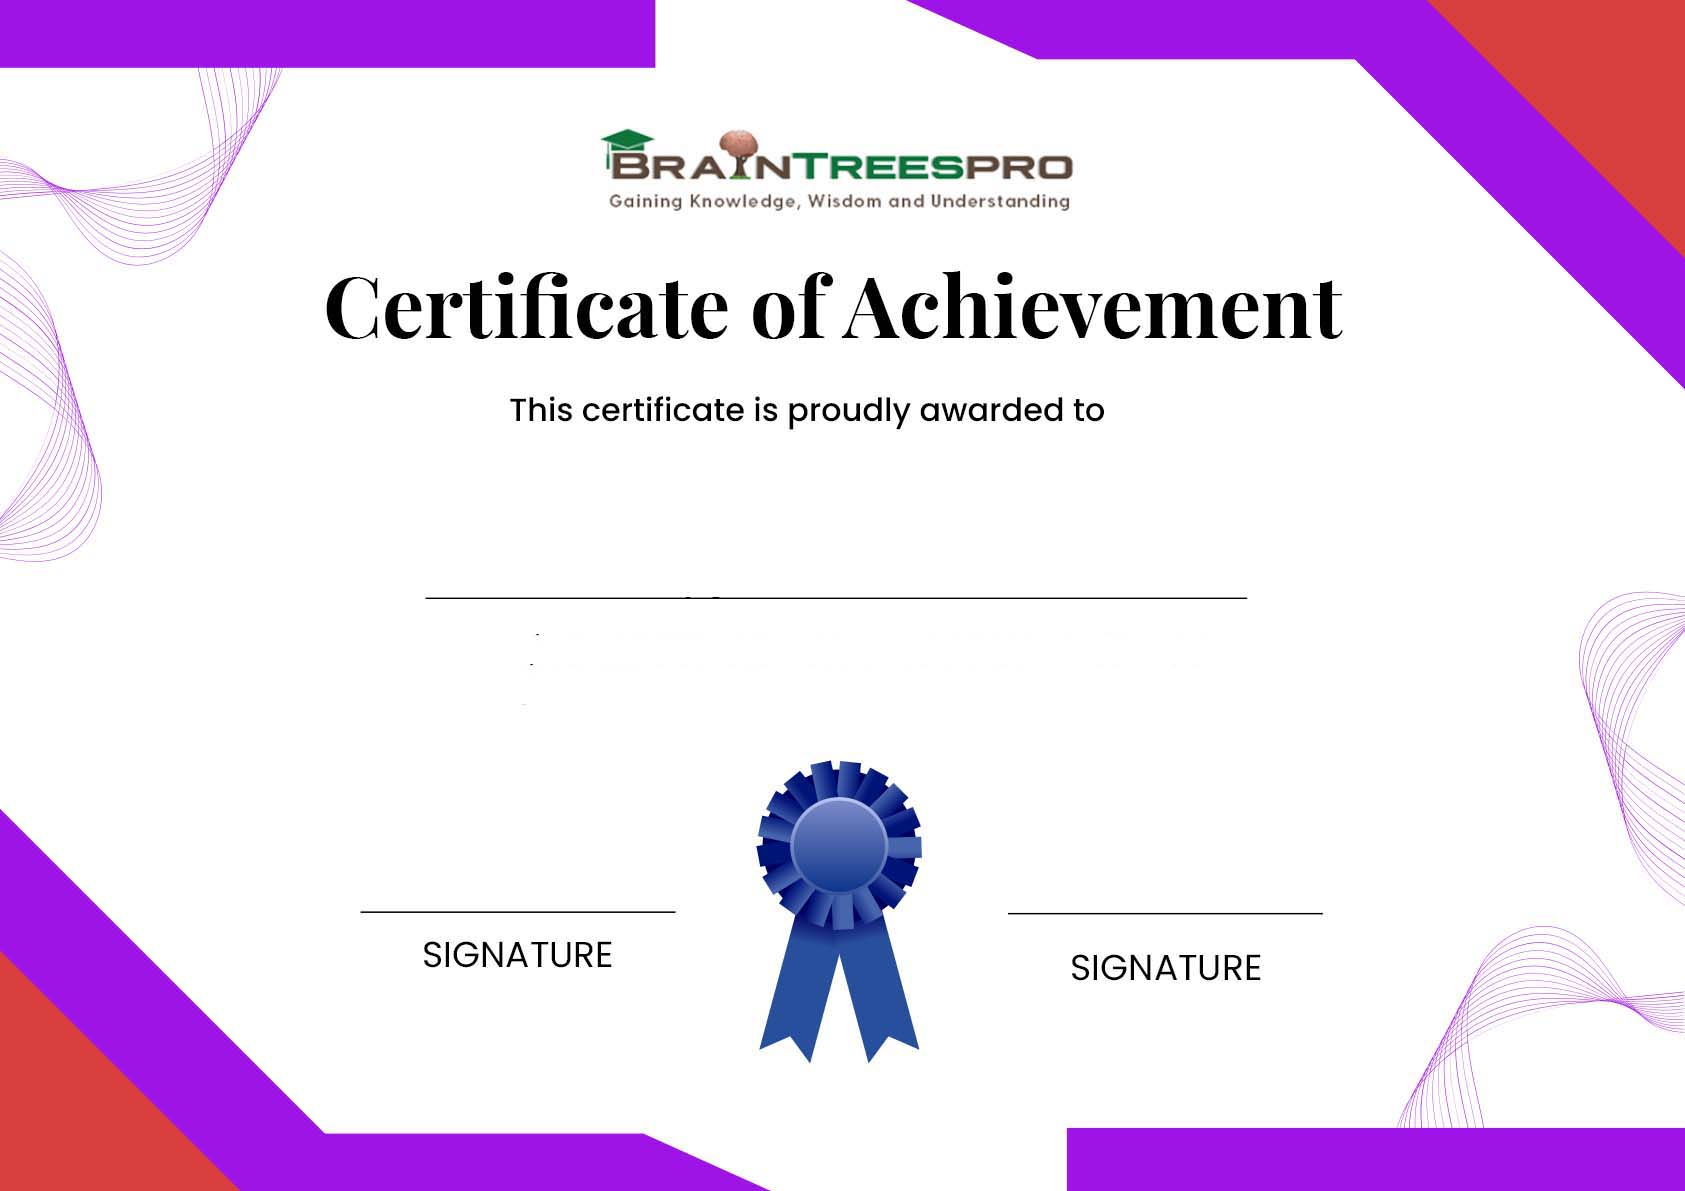 BRAINTREESPRO
Gaining Knowledge, Wisdom and Understanding
Certificate of Achievement
This certificate is proudly awarded to
SIGNATURE
SIGNATURE